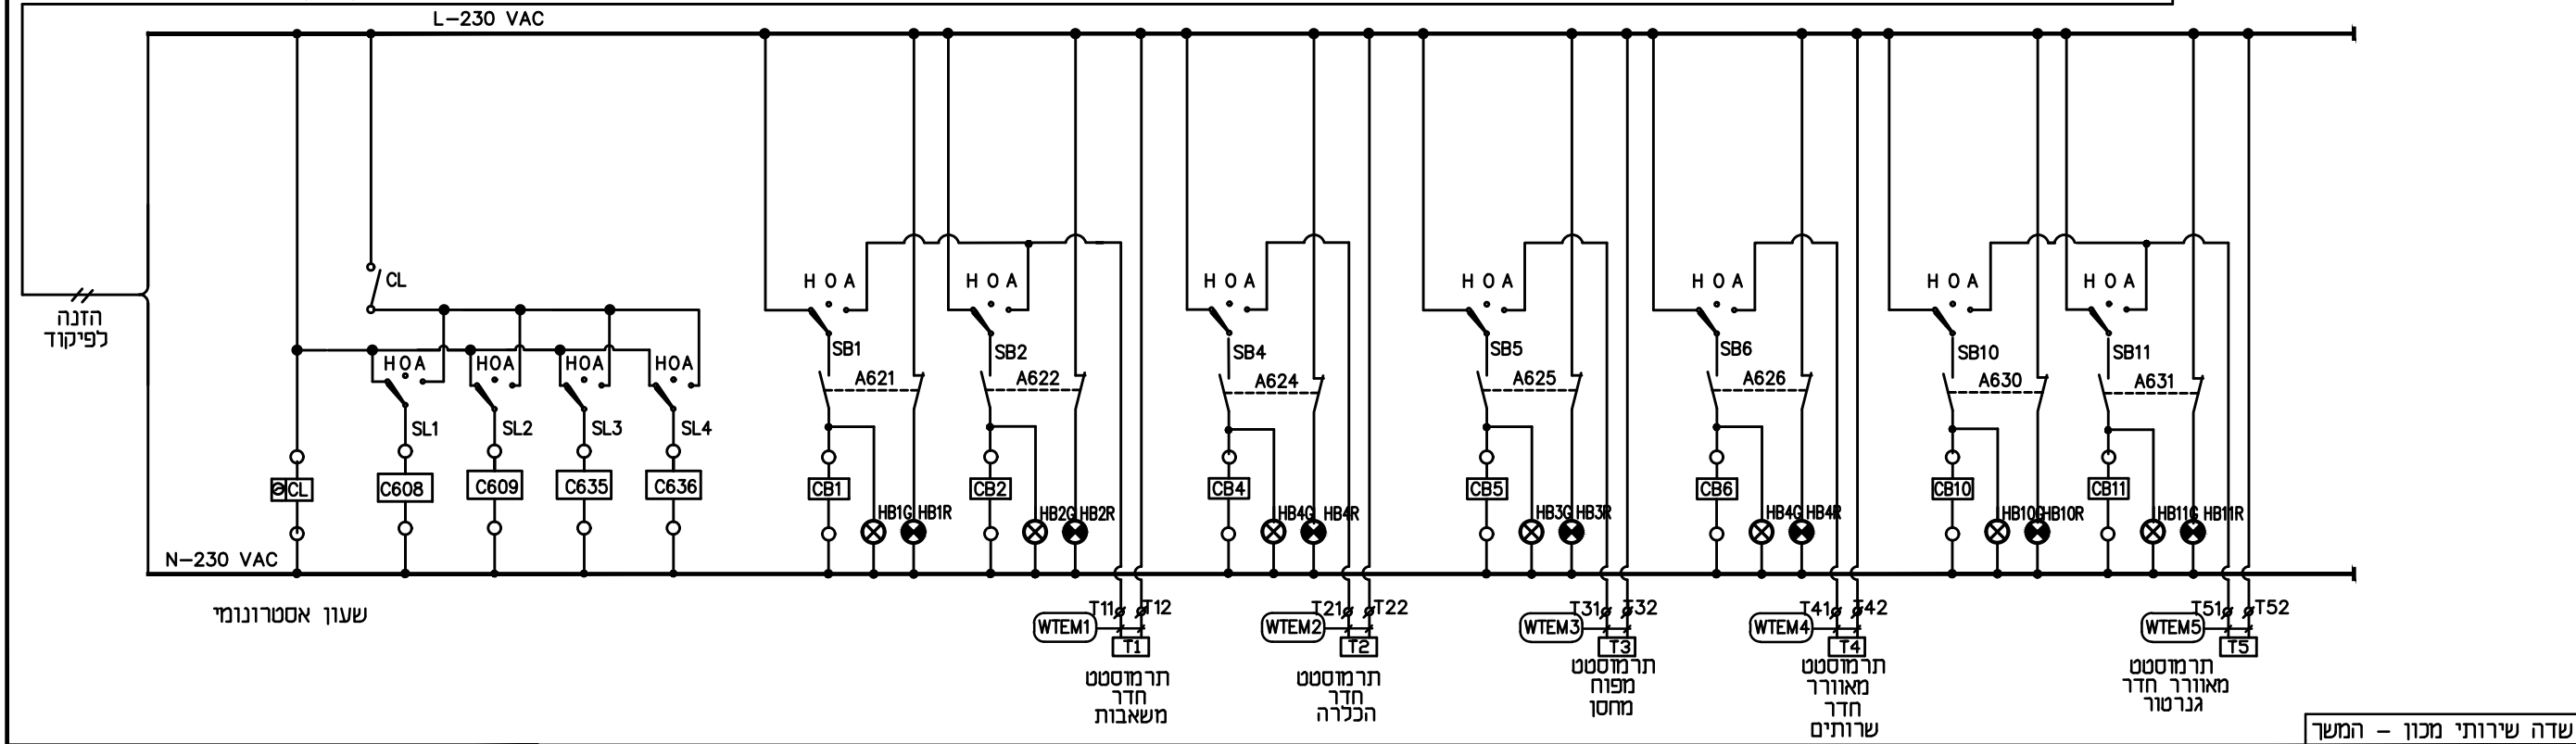 L-230 VAC
הזנה
לפיקוד
CL
H O A
H O A
H O A
H O A
H O A
H O A
H O A
SB1
SB2
SB4
SB5
SB6
SB10
SB11
HOA
HOA
HOA
HOA
A621
A622
A624
A625
A626
A630
A631
SL1
SL2
SL3
SL4
CL
C608
C609
C635
C636
CB1
CB2
CB4
CB5
CB6
CB10
CB11
HB1G HB1R
HB2G HB2R
HB4G HB4R
HB3G HB3R
HB4G HB4R
HB10G HB10R
HB11G HB11R
N-230 VAC
שעון אסטרונומי
T11 T12
T21 T22
T31 T32
T41 T42
T51 T52
WTEM1
WTEM2
WTEM3
WTEM4
WTEM5
T1
T2
T3
T4
T5
תרמוסטט
חדר
משאבות
תרמוסטט
חדר
הכלרה
תרמוסטט
מפוח
מחסן
תרמוסטט
מאוורר
חדר
שרותים
תרמוסטט
מאוורר חדר
גנרטור
שדה שירותי מכון - המשך